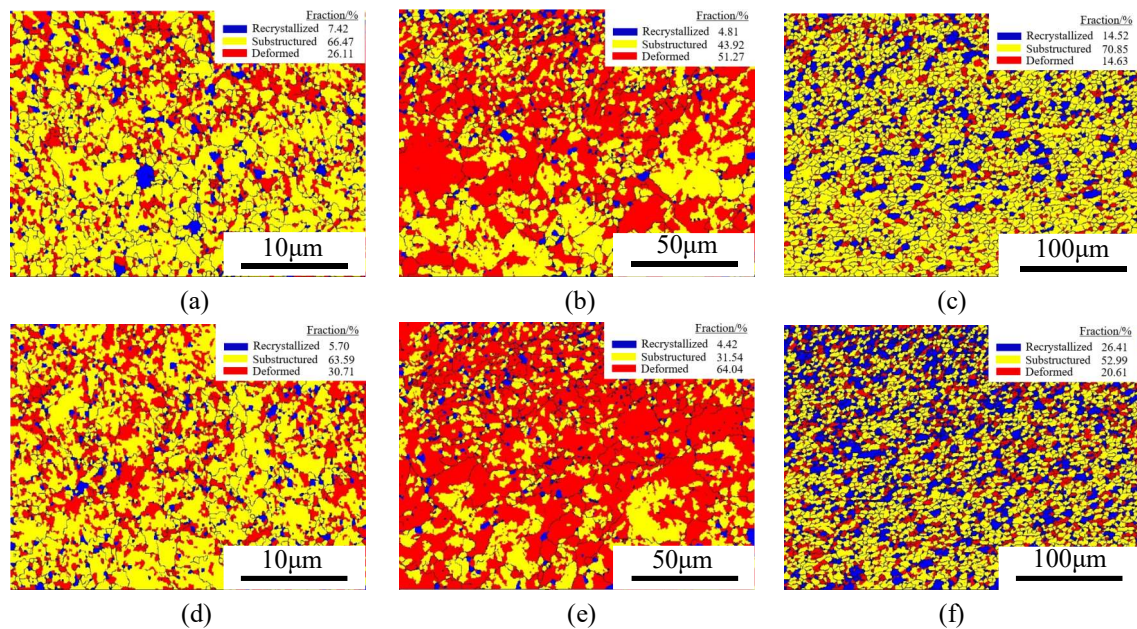 Fraction/%
Recrystallized 7.42
Substructured 66.47
Deformed 26.11
10μm
(a)
Fraction/%
Recrystallized 4.81
Substructured 43.92
Deformed 51.27
50μm
(b)
Fraction/%
Recrystallized 14.52
Substructured 70.85
Deformed 14.63
100μm
(c)
Fraction/%
Recrystallized 5.70
Substructured 63.59
Deformed 30.71
10μm
(d)
Fraction/%
Recrystallized 4.42
Substructured 31.54
Deformed 64.04
50μm
(e)
Fraction/%
Recrystallized 26.41
Substructured 52.99
Deformed 20.61
100μm
(f)